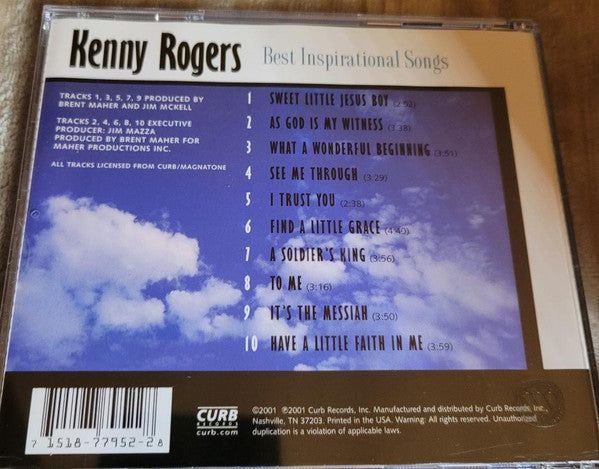 Kenny Rogers Best Inspirational Songs
TRACKS 1, 3, 5, 7, 9 PRODUCED BY
BRENT MAHER AND JIM MCKELL
TRACKS 2, 4, 6, 8, 10 EXECUTIVE
PRODUCER: JIM MAZZA
PRODUCED BY BRENT MAHER FOR
MAHER PRODUCTIONS INC.
ALL TRACKS LICENSED FROM CURB/MAGNATONE
1 SWEET LITTLE JESUS BOY (2:52)
2 AS GOD IS MY WITNESS (3:38)
3 WHAT A WONDERFUL BEGINNING (3:51)
4 SEE ME THROUGH (3:29)
5 I TRUST YOU (2:38)
6 FIND A LITTLE GRACE (4:40)
7 A SOLDIER'S KING (3:56)
8 TO ME (3:16)
9 IT'S THE MESSIAH (3:50)
10 HAVE A LITTLE FAITH IN ME (3:59)
7 1518-77952-2 8
CURB
RECORDS
curb.com
©2001 ℗2001 Curb Records, Inc. Manufactured and distributed by Curb Records, Inc.,
Nashville, TN 37203. Printed in the USA. Warning: All Rights Reserved. Unauthorized
duplication is a violation of applicable laws.